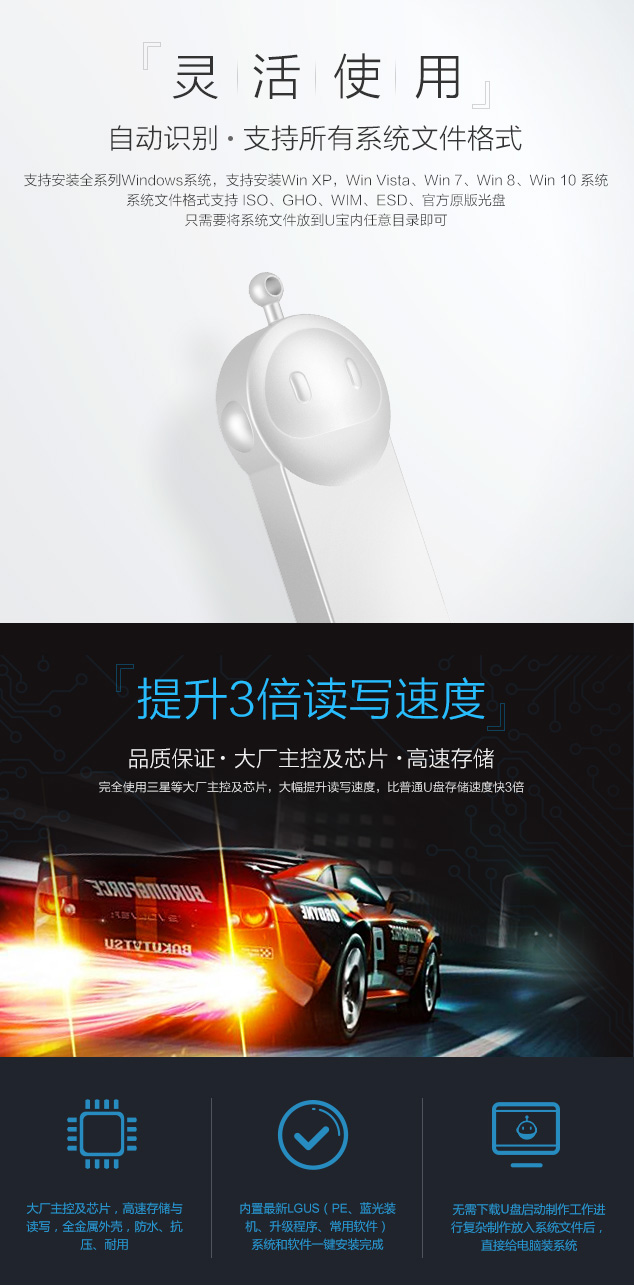 『灵活使用』
自动识别·支持所有系统文件格式
支持安装全系列Windows系统，支持安装Win XP，Win Vista、Win 7、Win 8、Win 10 系统
系统文件格式支持 ISO、GHO、WIM、ESD、官方原版光盘
只需要将系统文件放到U宝内任意目录即可
『提升3倍读写速度』
品质保证·大厂主控及芯片·高速存储
完全使用三星等大厂主控及芯片，大幅提升读写速度，比普通U盘存储速度快3倍
BURNINGFORCE
BAKUTATSU
ORDYNE
大厂主控及芯片，高速存储与
读写，全金属外壳，防水、抗
压、耐用
内置最新LGUS（PE、蓝光装
机、升级程序、常用软件）
系统和软件一键安装完成
无需下载U盘启动制作工作进
行复杂制作放入系统文件后，
直接给电脑装系统